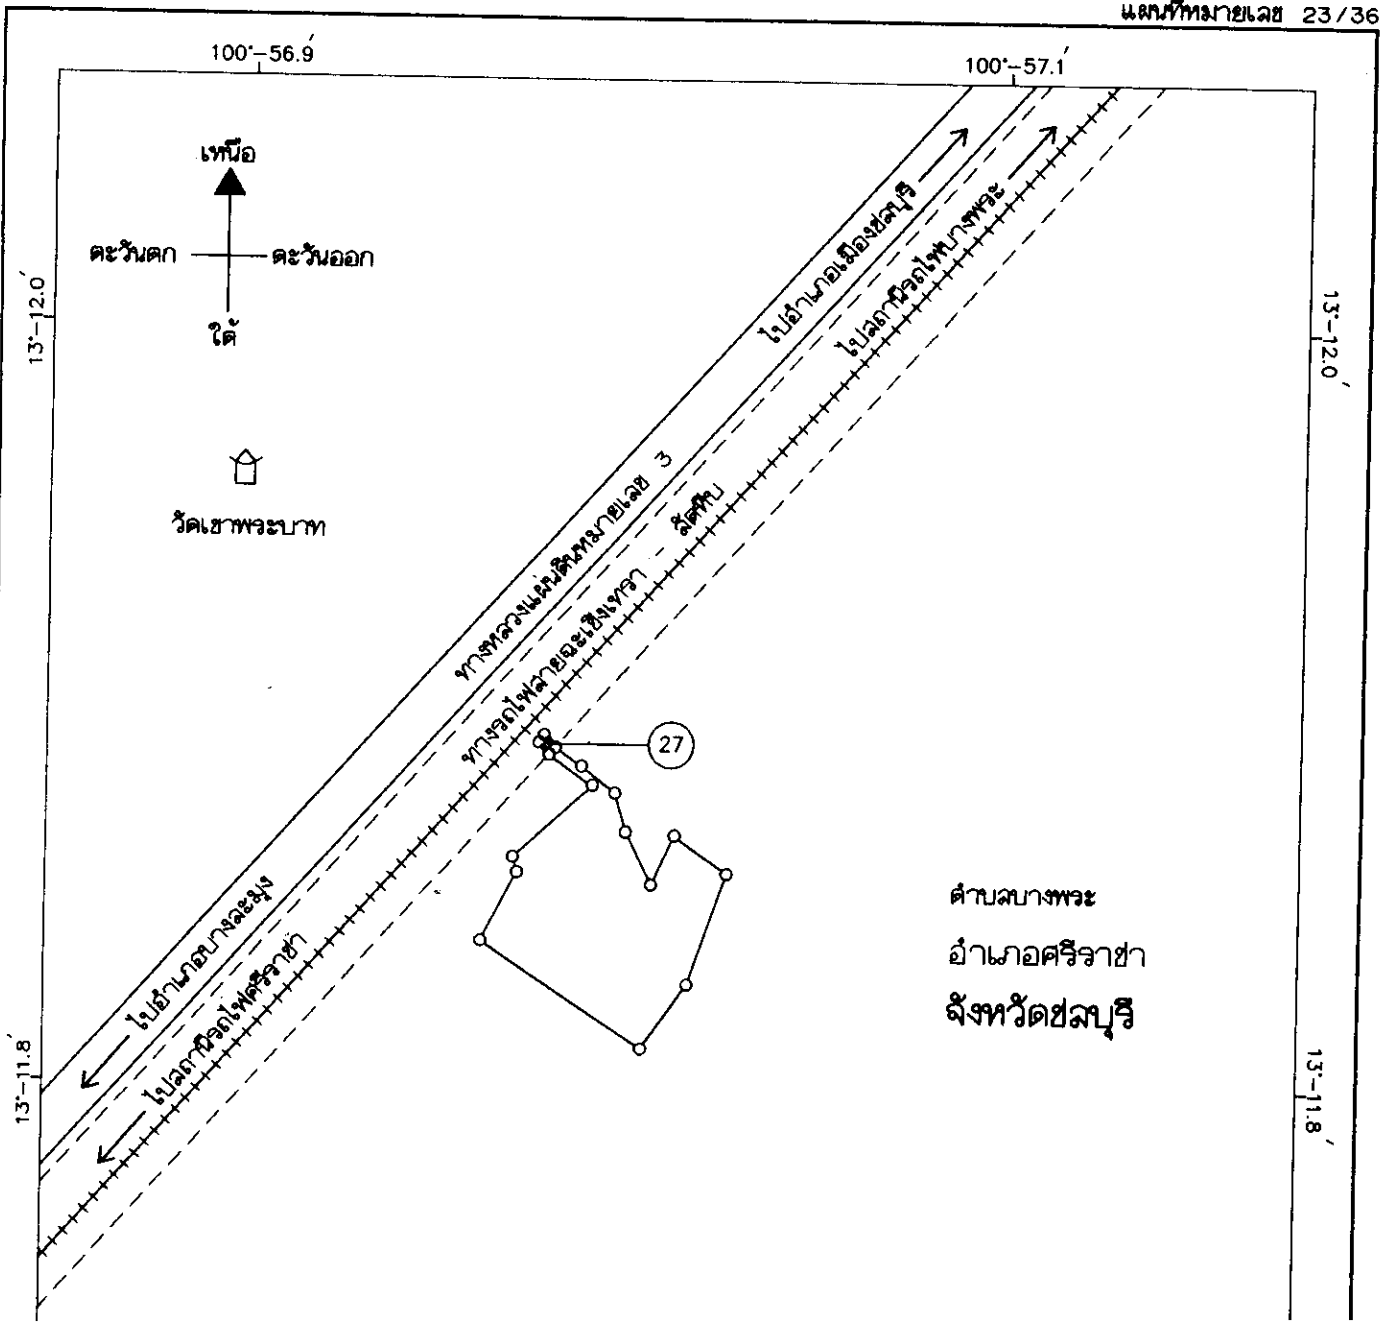 แผนที่หมายเลข 23/36
100°-56.9′
100°-57.1′
เหนือ
ตะวันตก
ตะวันออก
ใต้
13°-12.0′
13°-12.0′
ไปอำเภอเมืองชลบุรี
ไปสถานีรถไฟบางพระ
วัดเขาพระบาท
ทางหลวงแผ่นดินหมายเลข 3
ทางรถไฟสายฉะเชิงเทรา - สัตหีบ
27
ไปอำเภอบางละมุง
ไปสถานีรถไฟศรีราชา
ตำบลบางพระ
อำเภอศรีราชา
จังหวัดชลบุรี
13°-11.8′
13°-11.8′